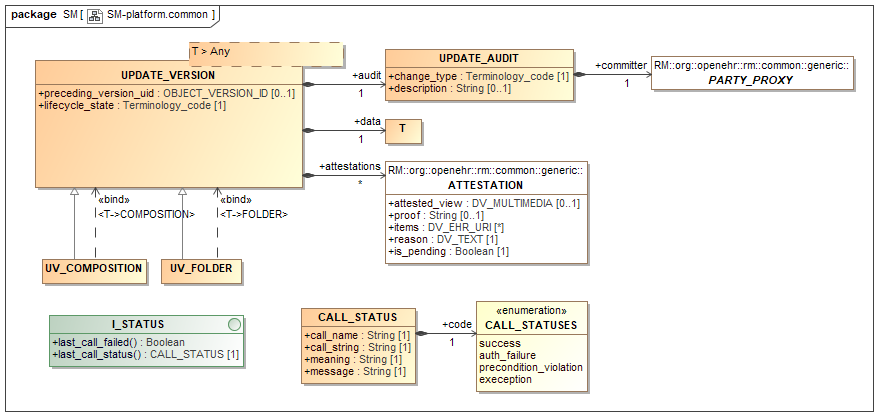 package SM [ SM-platform.common ]
T > Any
UPDATE_VERSION
+preceding_version_uid : OBJECT_VERSION_ID [0..1]
+lifecycle_state : Terminology_code [1]
+audit
1
UPDATE_AUDIT
+change_type : Terminology_code [1]
+description : String [0..1]
+committer
1
RM::org::openehr::rm::common::generic::
PARTY_PROXY
+data
1
T
+attestations
*
RM::org::openehr::rm::common::generic::
ATTESTATION
+attested_view : DV_MULTIMEDIA [0..1]
+proof : String [0..1]
+items : DV_EHR_URI [*]
+reason : DV_TEXT [1]
+is_pending : Boolean [1]
«bind»
<T->COMPOSITION>
«bind»
<T->FOLDER>
UV_COMPOSITION
UV_FOLDER
I_STATUS
+last_call_failed() : Boolean
+last_call_status() : CALL_STATUS [1]
CALL_STATUS
+call_name : String [1]
+call_string : String [1]
+meaning : String [1]
+message : String [1]
+code
1
«enumeration»
CALL_STATUSES
success
auth_failure
precondition_violation
exeception